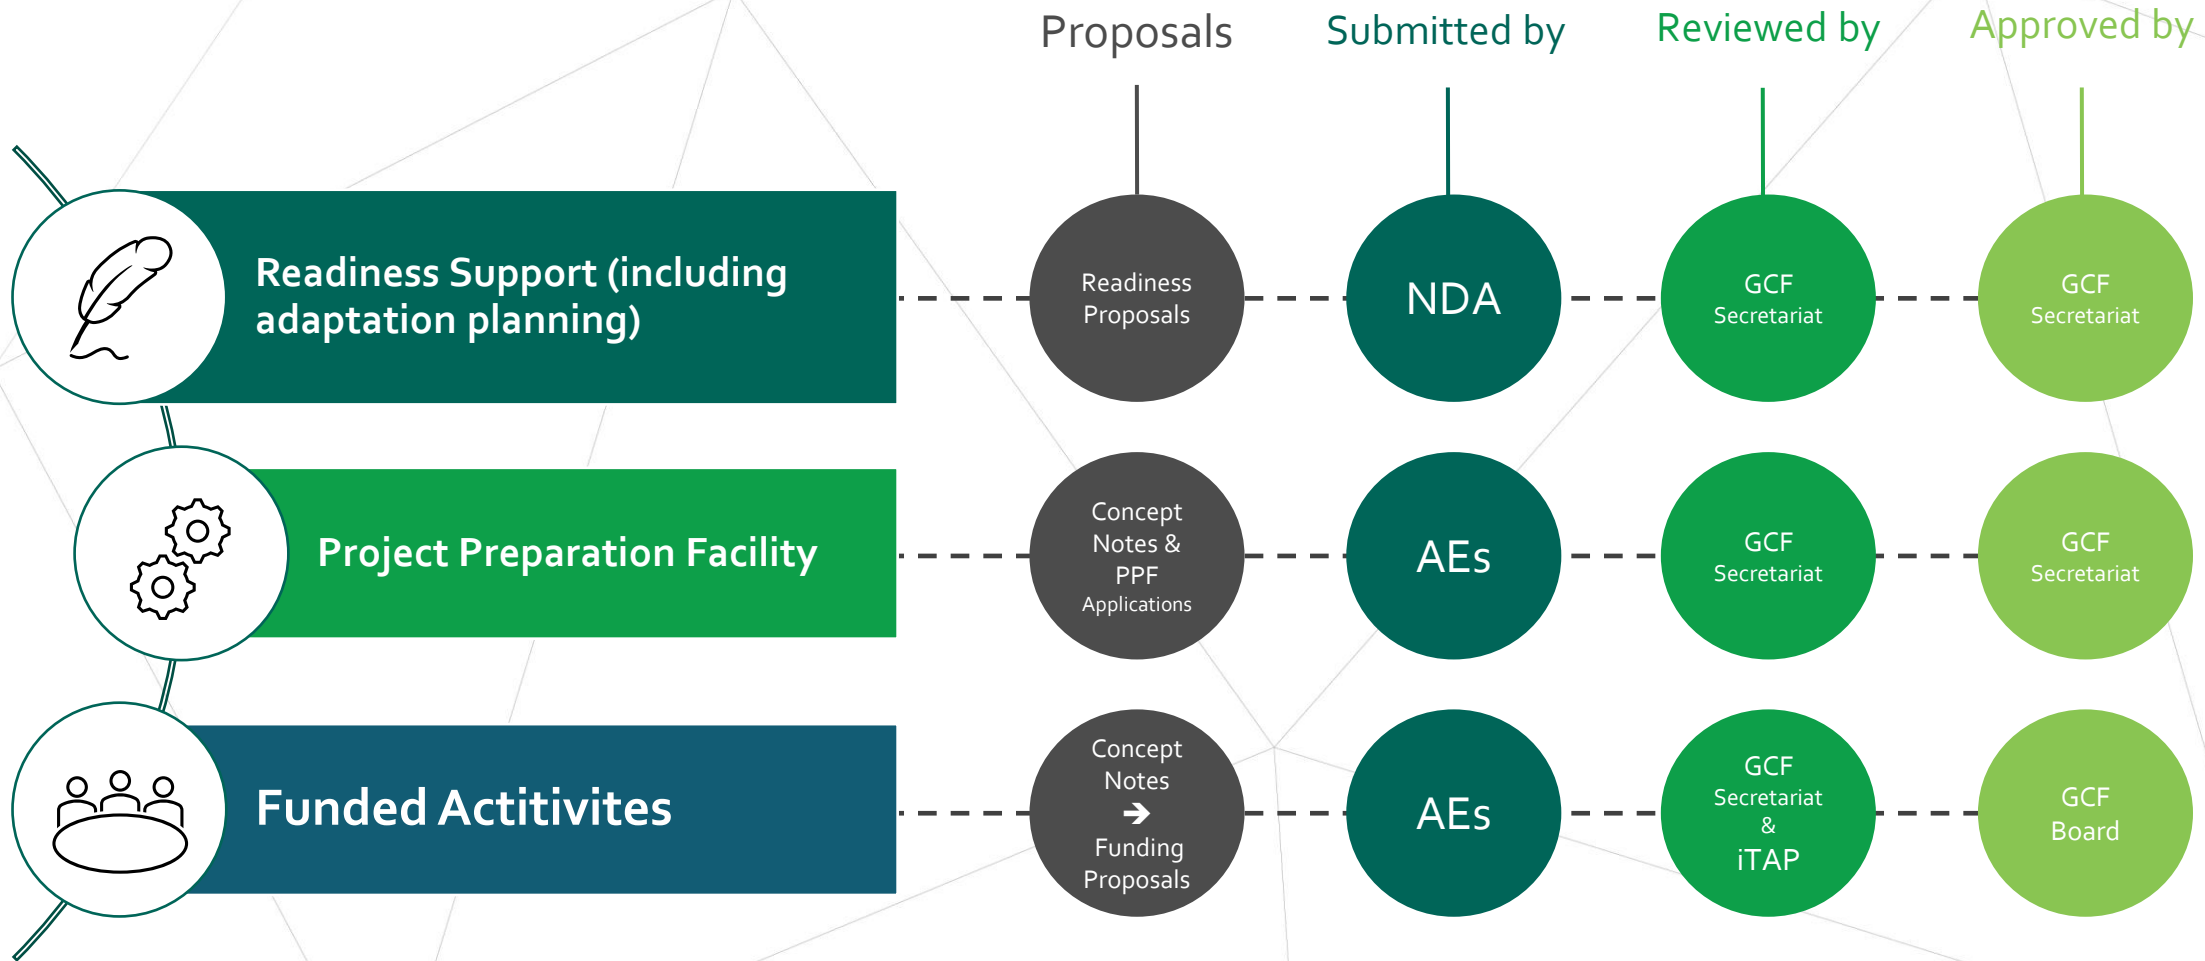 Proposals
Submitted by
Reviewed by
Approved by
Readiness Support (including
adaptation planning)
Readiness
Proposals
NDA
GCF
Secretariat
GCF
Secretariat
Project Preparation Facility
Concept
Notes &
PPF
Applications
AEs
GCF
Secretariat
GCF
Secretariat
Funded Actitivites
Concept
Notes
➔
Funding
Proposals
AEs
GCF
Secretariat
&
iTAP
GCF
Board